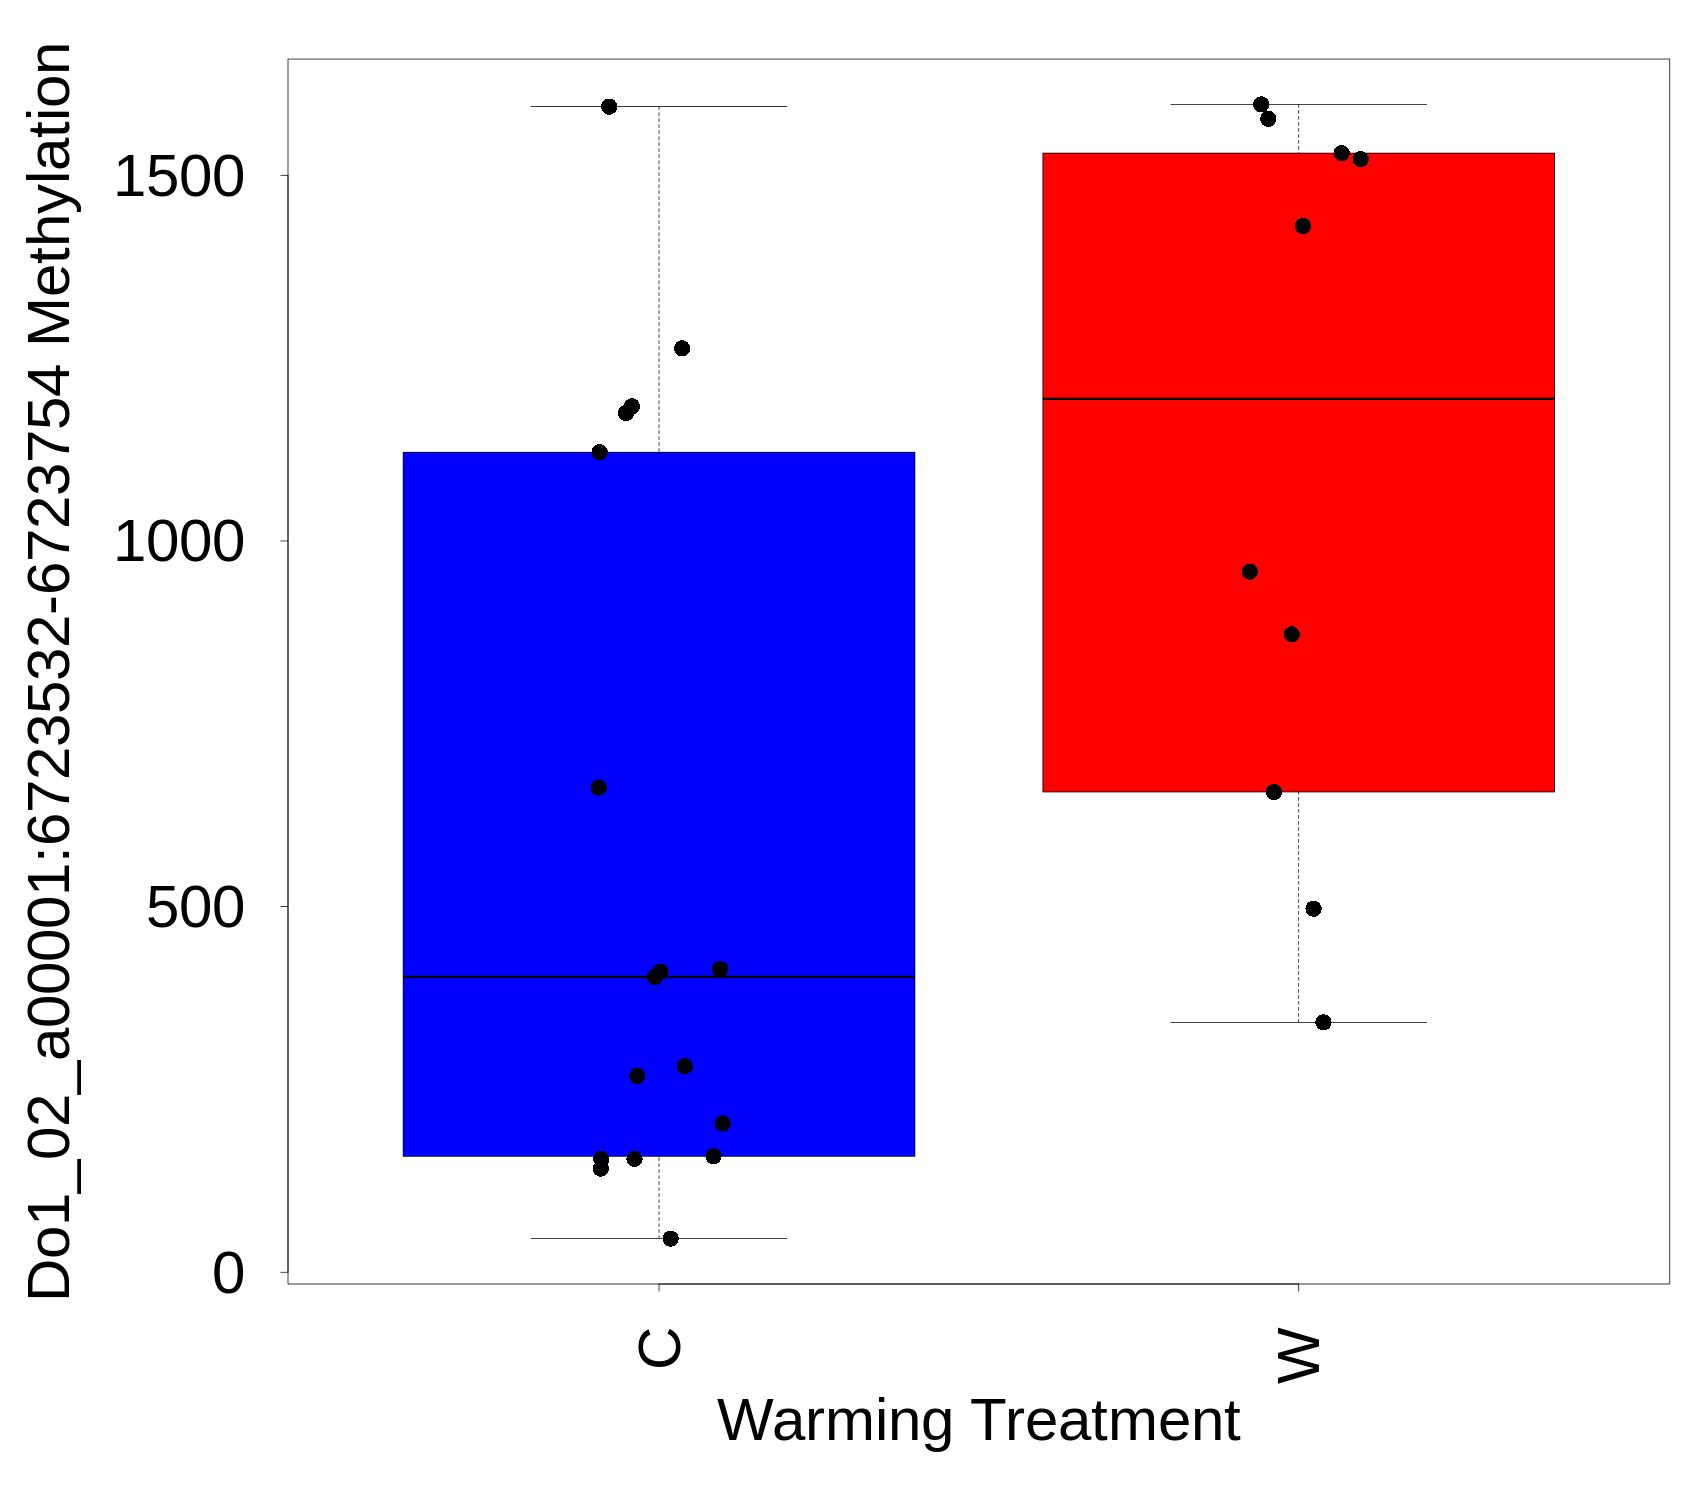 Do1_02_a00001:6723532-6723754 Methylation
1500
1000
500
0
C
W
Warming Treatment